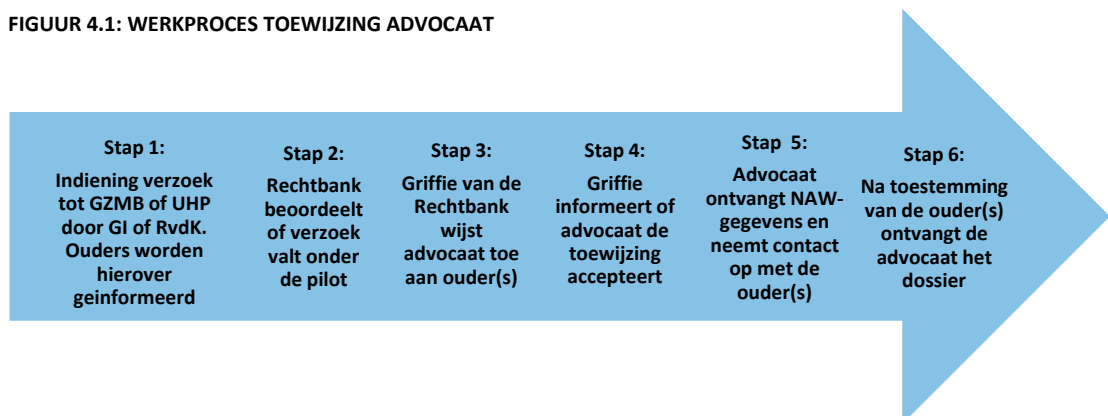 FIGUUR 4.1: WERKPROCES TOEWIJZING ADVOCAAT
Stap 1:
Indiening verzoek
tot GZMB of UHP
door GI of RvdK.
Ouders worden
hierover
geinformeerd
Stap 2:
Rechtbank
beoordeelt
of verzoek
valt onder
de pilot
Stap 3:
Griffie van de
Rechtbank
wijst
advocaat toe
aan ouder(s)
Stap 4:
Griffie
informeert of
advocaat de
toewijzing
accepteert
Stap 5:
Advocaat
ontvangt NAW-
gegevens en
neemt contact
op met de
ouder(s)
Stap 6:
Na toestemming
van de ouder(s)
ontvangt de
advocaat het
dossier